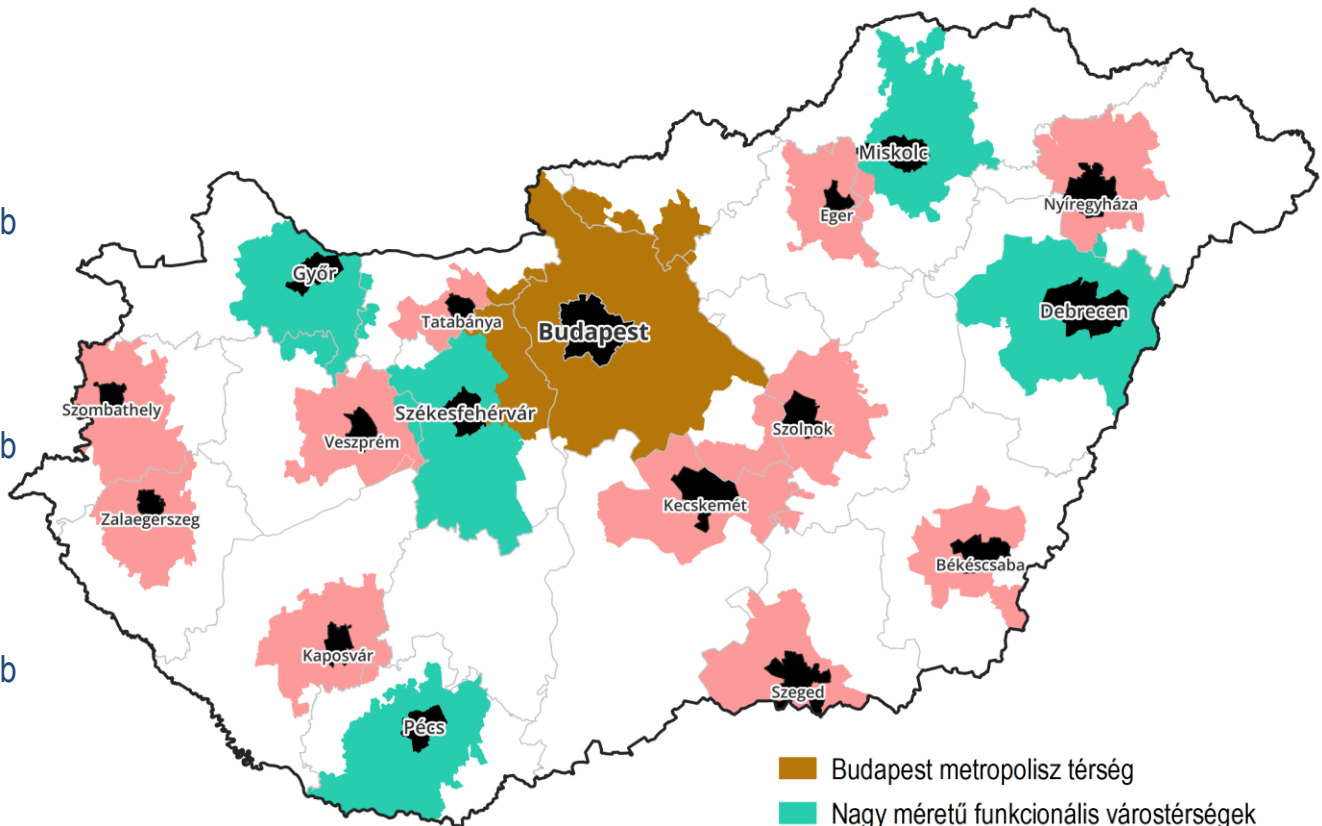 b
b
b
Miskolc
Eger
Nyíregyháza
Győr
Tatabánya
Budapest
Debrecen
Szombathely
Veszprém
Székesfehérvár
Szolnok
Zalaegerszeg
Kecskemét
Békéscsaba
Kaposvár
Szeged
Pécs
Budapest metropolisz térség
Nagy méretű funkcionális várostérségek